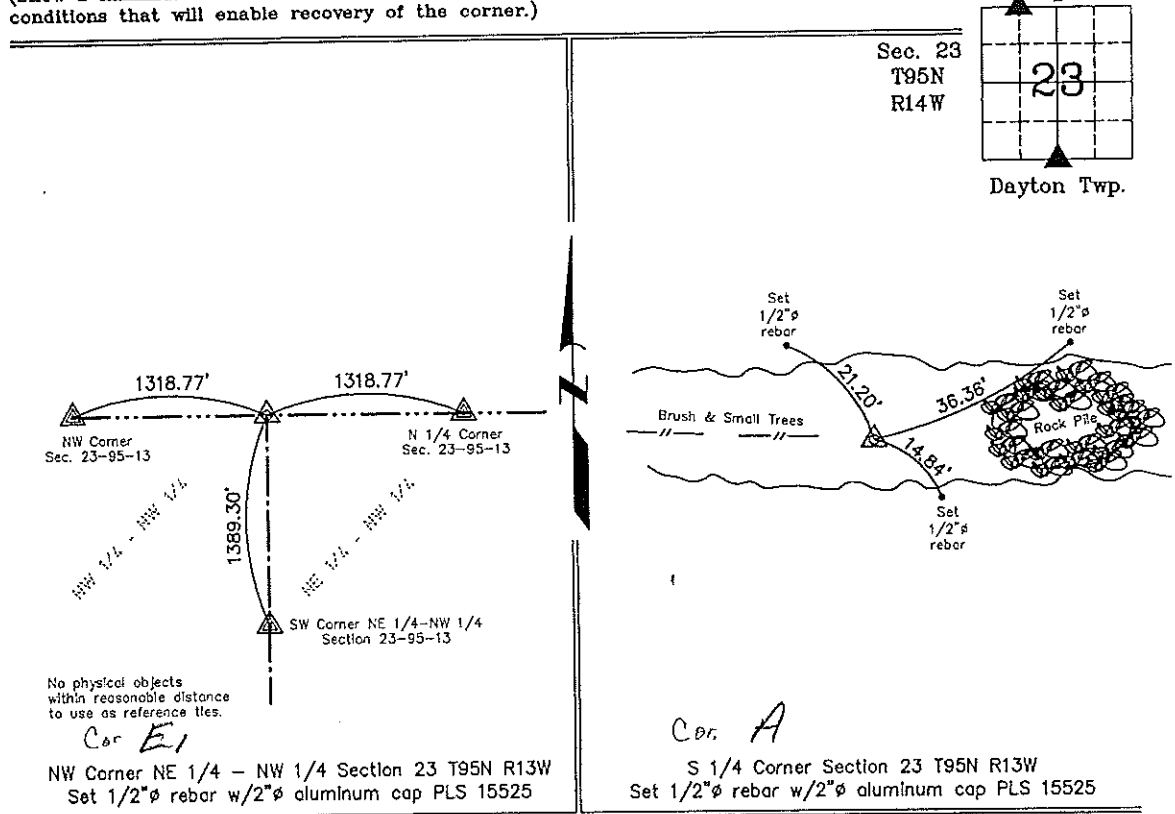 conditions that will enable recovery of the corner.)
Sec. 23
T95N
R14W
23
Dayton Twp.
1318.77'
1318.77'
NW Corner
Sec. 23-95-13
N 1/4 Corner
Sec. 23-95-13
1389.30'
NW 1/4 - NW 1/4
NE 1/4 - NW 1/4
SW Corner NE 1/4-NW 1/4
Section 23-95-13
No physical objects
within reasonable distance
to use as reference ties.
Cor E1
NW Corner NE 1/4 - NW 1/4 Section 23 T95N R13W
Set 1/2"ø rebar w/2"ø aluminum cap PLS 15525
Z
Set
1/2"ø
rebar
Set
1/2"ø
rebar
21.20'
36.36'
Brush & Small Trees
Rock Pile
14.84'
Set
1/2"ø
rebar
Cor. A
S 1/4 Corner Section 23 T95N R13W
Set 1/2"ø rebar w/2"ø aluminum cap PLS 15525